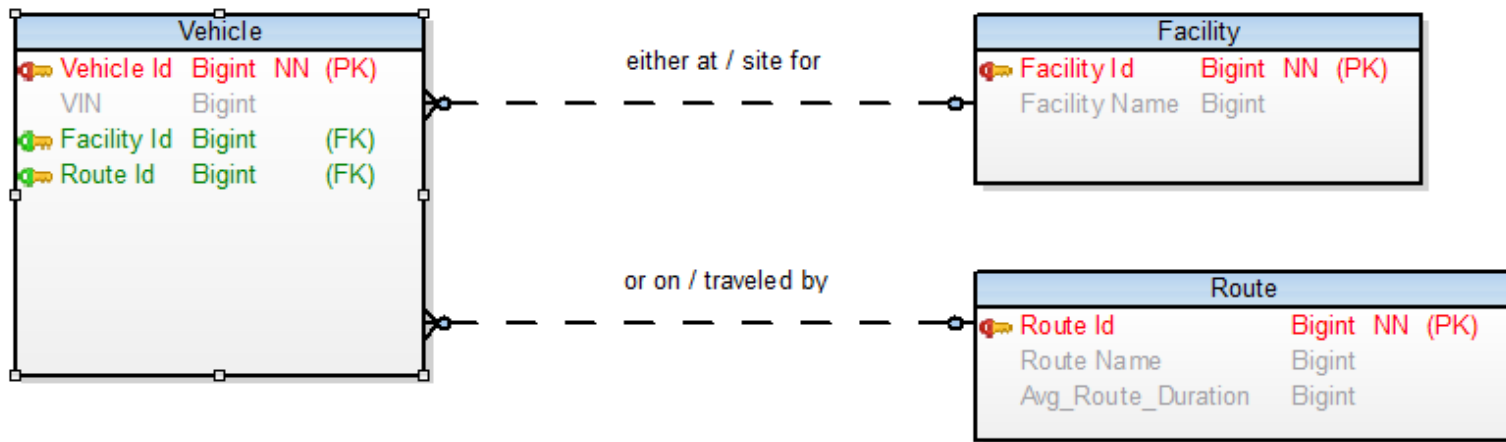 Vehicle
Vehicle Id Bigint NN (PK)
VIN Bigint
Facility Id Bigint (FK)
Route Id Bigint (FK)
either at / site for
Facility
Facility Id Bigint NN (PK)
Facility Name Bigint
or on / traveled by
Route
Route Id Bigint NN (PK)
Route Name Bigint
Avg_Route_Duration Bigint